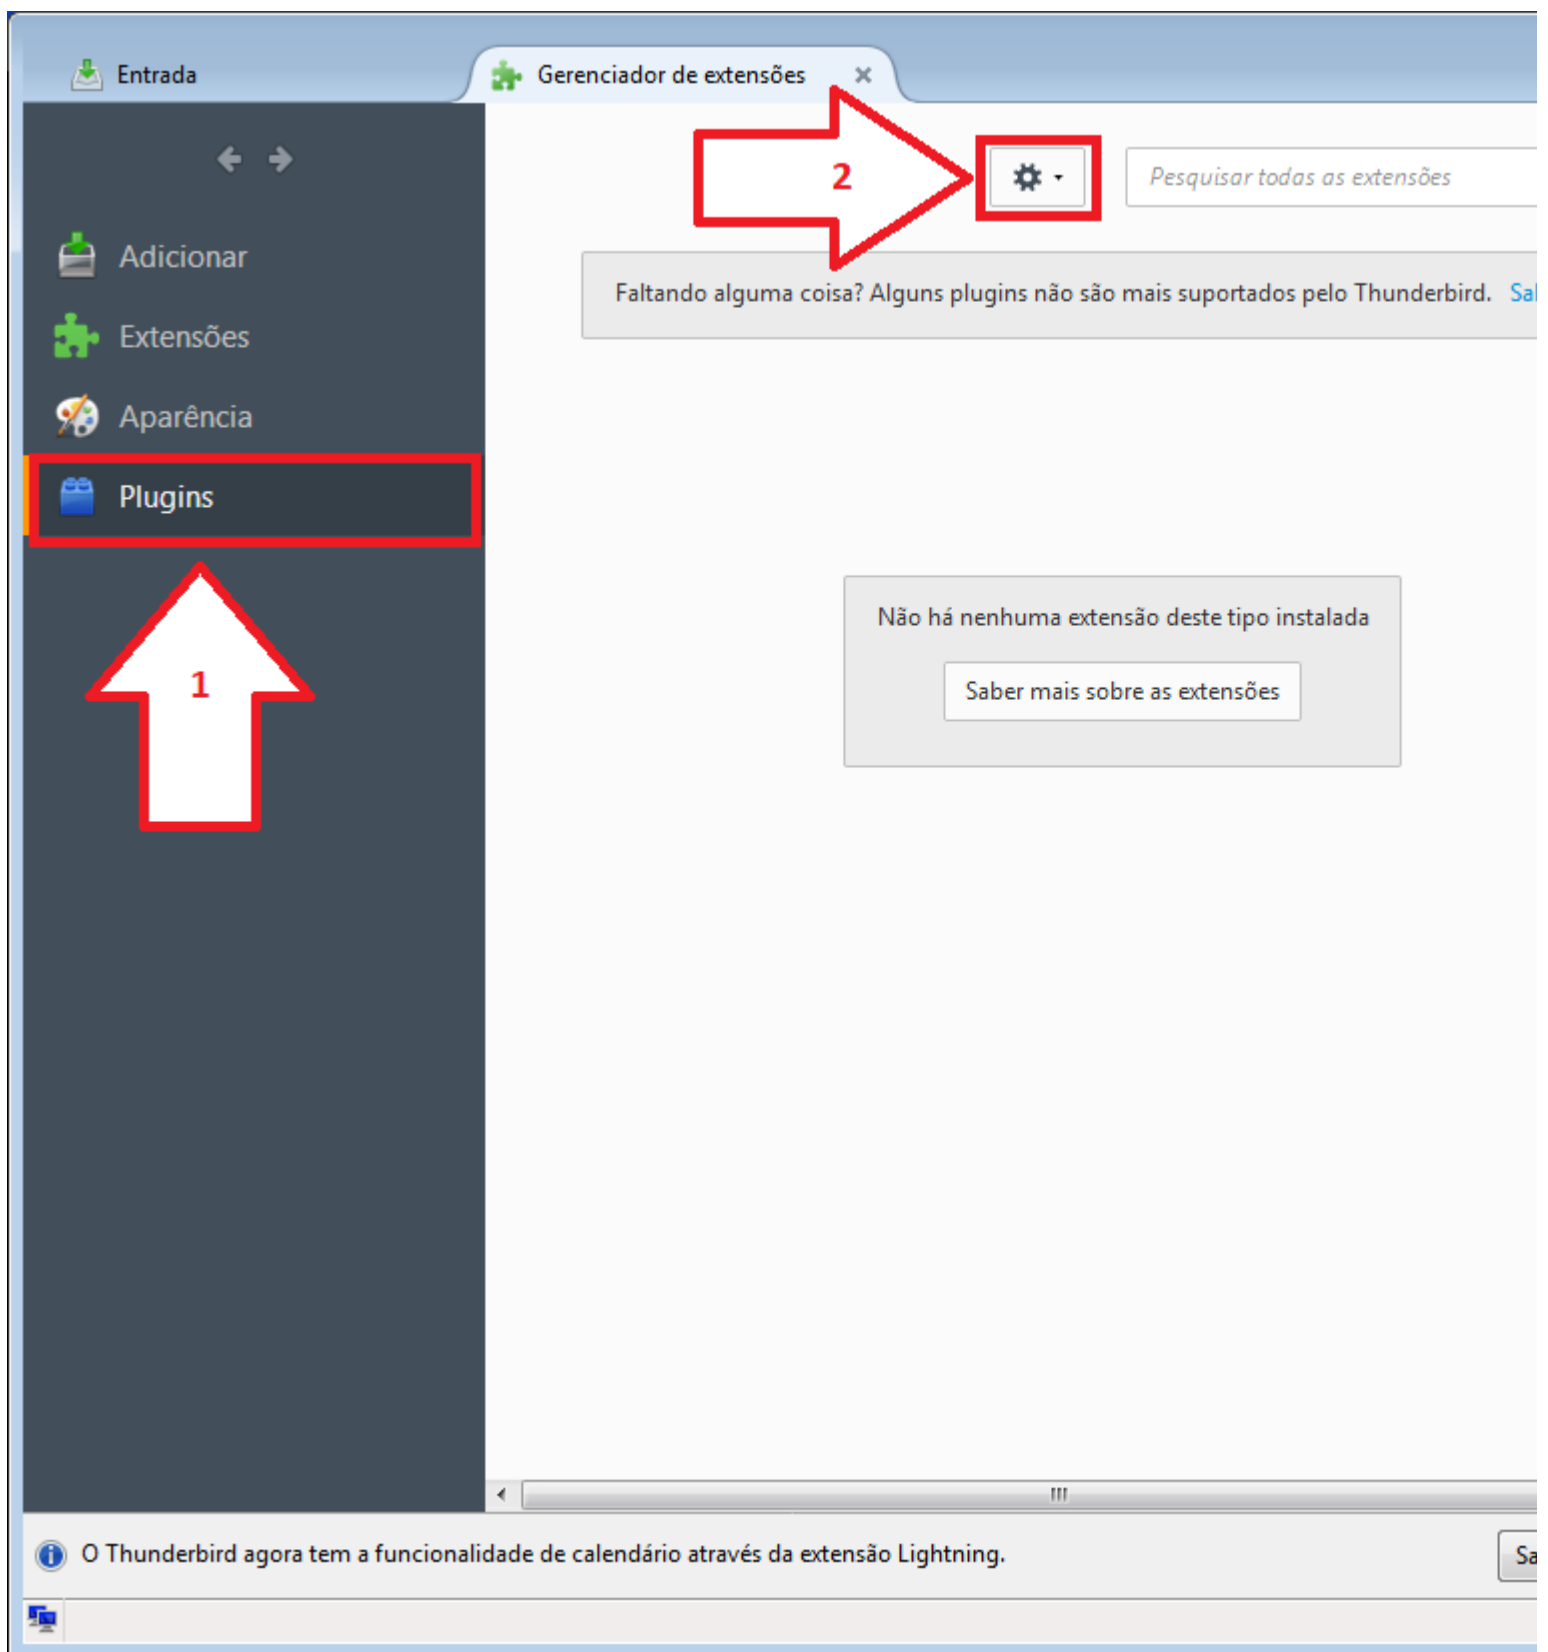 Entrada
Gerenciador de extensões
2
Pesquisar todas as extensões
Adicionar
Faltando alguma coisa? Alguns plugins não são mais suportados pelo Thunderbird.
Extensões
Aparência
Plugins
Não há nenhuma extensão deste tipo instalada
Saber mais sobre as extensões
1
O Thunderbird agora tem a funcionalidade de calendário através da extensão Lightning.